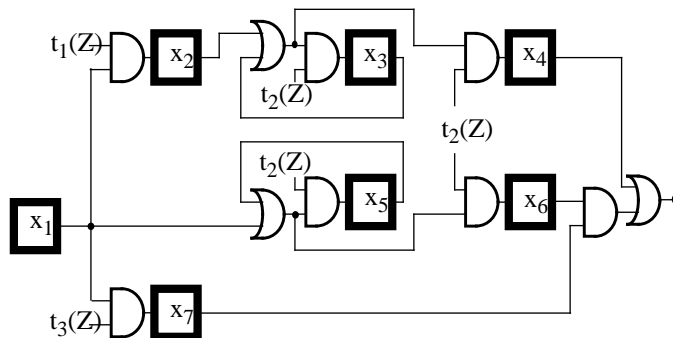 t₁(Z) x₂ x₃ x₄
t₂(Z)
t₂(Z)
t₂(Z)
x₁ x₅ x₆
t₃(Z) x₇